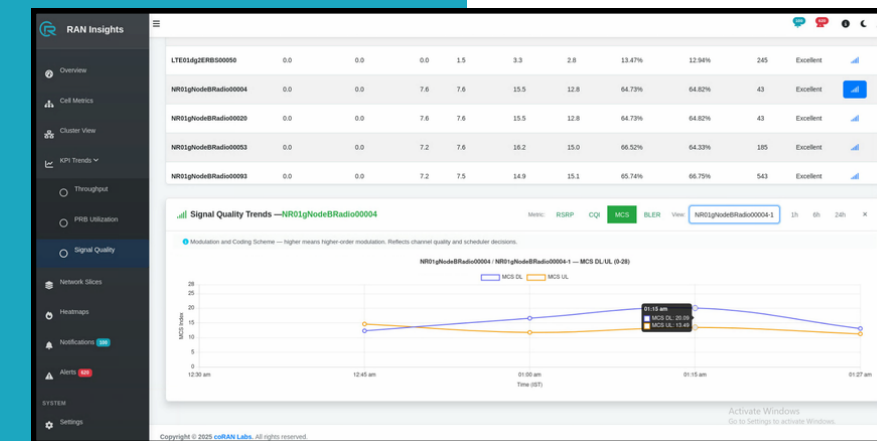 RAN Insights
Overview
Cell Metrics
Cluster View
KPI Trends
Throughput
PRB Utilization
Signal Quality
Network Slices
Heatmaps
Notifications
Alerts
SYSTEM
Settings
LTE01dg2ERBS00050 0.0 0.0 0.0 1.5 3.3 2.8 13.47% 12.94% 245 Excellent
NR01gNodeBRadio00004 0.0 0.0 7.6 7.6 15.5 12.8 64.73% 64.82% 43 Excellent
NR01gNodeBRadio00020 0.0 0.0 7.6 7.6 15.5 12.8 64.73% 64.82% 43 Excellent
NR01gNodeBRadio00053 0.0 0.0 7.2 7.6 16.2 15.0 66.52% 64.33% 185 Excellent
NR01gNodeBRadio00093 0.0 0.0 7.2 7.5 14.9 15.1 65.74% 66.75% 543 Excellent
Signal Quality Trends —NR01gNodeBRadio00004
Metric: RSRP CQI MCS BLER View: NR01gNodeBRadio00004-1 1h 6h 24h ×
Modulation and Coding Scheme — higher means higher-order modulation. Reflects channel quality and scheduler decisions.
NR01gNodeBRadio00004 / NR01gNodeBRadio00004-1 — MCS DL/UL (0-28)
MCS DL MCS UL
28
25
20
15
10
5
0
MCS Index
01:15 am
MCS DL: 20.09
MCS UL: 13.49
12:30 am 12:45 am 01:00 am 01:15 am 01:27 am
Time (IST)
Activate Windows
Go to Settings to activate Windows.
Copyright © 2025 coRAN Labs. All rights reserved.